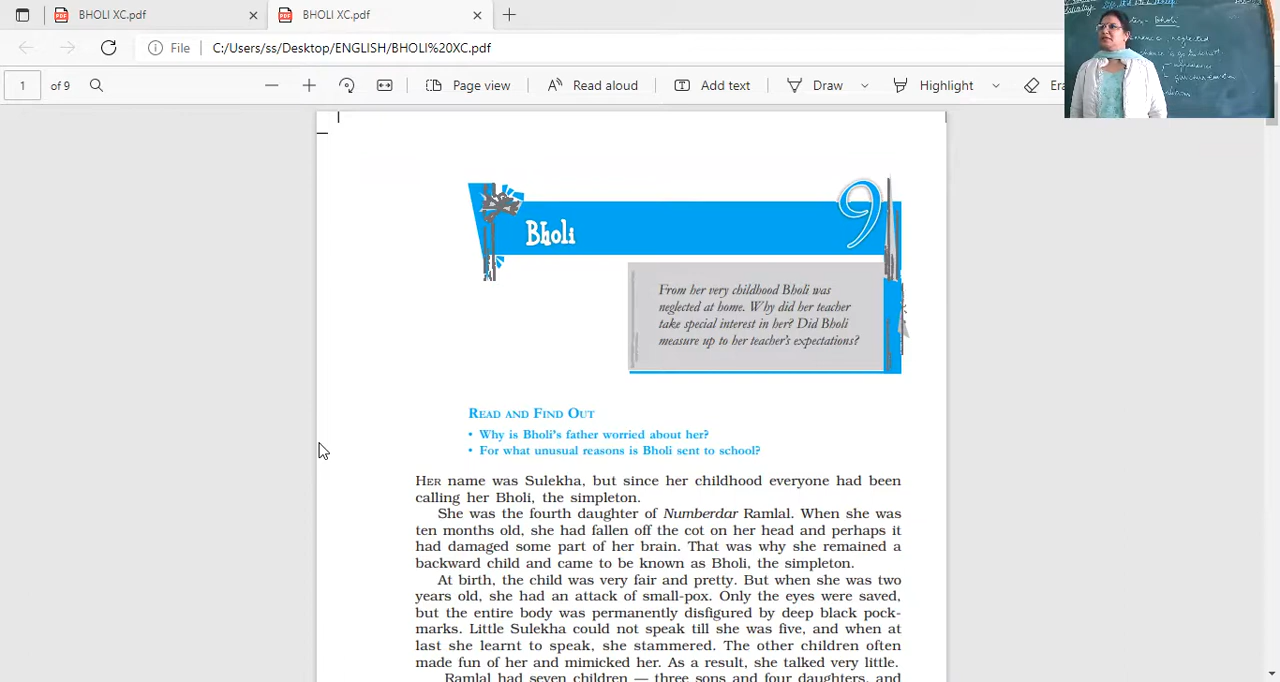 BHOLI XC.pdf
BHOLI XC.pdf
File C:/Users/ss/Desktop/ENGLISH/BHOLI%20XC.pdf
1 of 9 Page view Read aloud Add text Draw Highlight Era
Bholi
neglected
9
Bholi
From her very childhood Bholi was
neglected at home. Why did her teacher
take special interest in her? Did Bholi
measure up to her teacher's expectations?
READ AND FIND OUT
• Why is Bholi's father worried about her?
• For what unusual reasons is Bholi sent to school?
HER name was Sulekha, but since her childhood everyone had been
calling her Bholi, the simpleton.
She was the fourth daughter of Numberdar Ramlal. When she was
ten months old, she had fallen off the cot on her head and perhaps it
had damaged some part of her brain. That was why she remained a
backward child and came to be known as Bholi, the simpleton.
At birth, the child was very fair and pretty. But when she was two
years old, she had an attack of small-pox. Only the eyes were saved,
but the entire body was permanently disfigured by deep black pock-
marks. Little Sulekha could not speak till she was five, and when at
last she learnt to speak, she stammered. The other children often
made fun of her and mimicked her. As a result, she talked very little.
Ramlal had seven children — three sons and four daughters, and